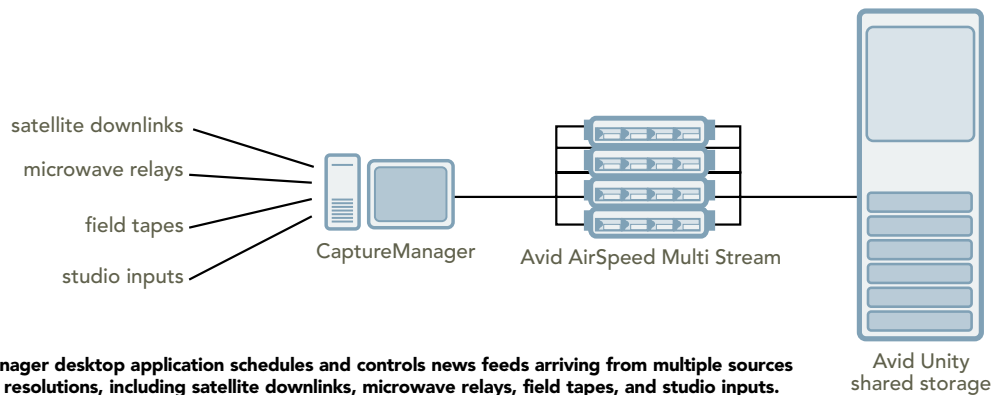 satellite downlinks
microwave relays
field tapes
studio inputs
CaptureManager
Avid AirSpeed Multi Stream
Avid Unity
shared storage
desktop application schedules and controls news feeds arriving from multiple sources
resolutions, including satellite downlinks, microwave relays, field tapes, and studio inputs.